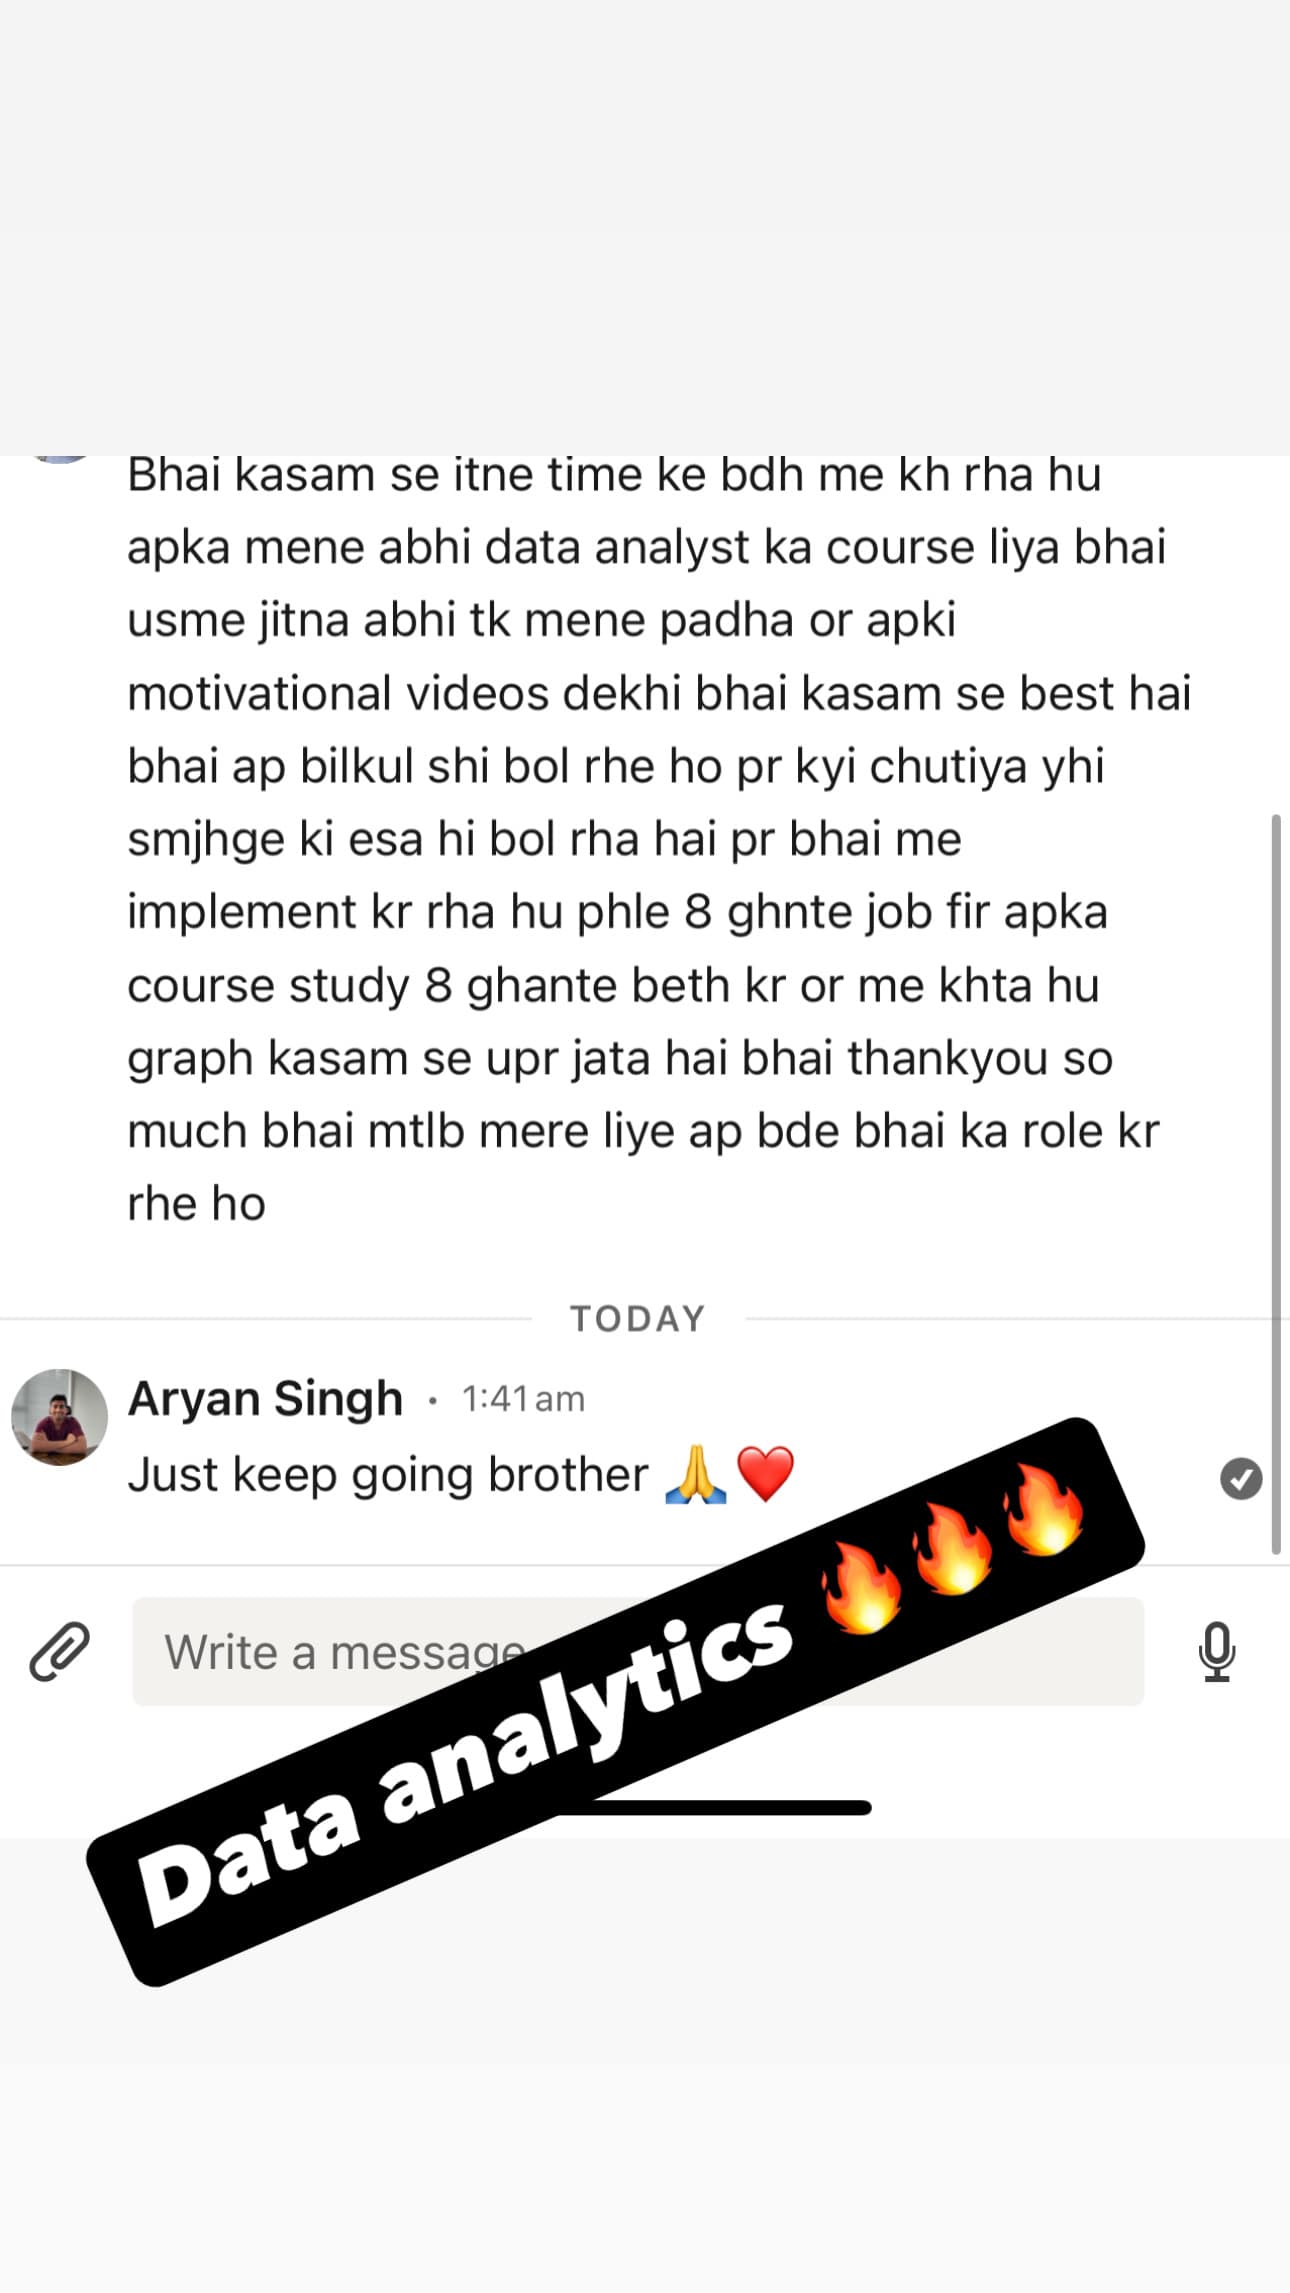 Bhai kasam se itne time ke bdh me kh rha hu
apka mene abhi data analyst ka course liya bhai
usme jitna abhi tk mene padha or apki
motivational videos dekhi bhai kasam se best hai
bhai ap bilkul shi bol rhe ho pr kyi chutiya yhi
smjhge ki esa hi bol rha hai pr bhai me
implement kr rha hu phle 8 ghnte job fir apka
course study 8 ghante beth kr or me khta hu
graph kasam se upr jata hai bhai thankyou so
much bhai mtlb mere liye ap bde bhai ka role kr
rhe ho
TODAY
Aryan Singh • 1:41 am
Just keep going brother 🙏❤️
Write a message
Data analytics 🔥🔥🔥